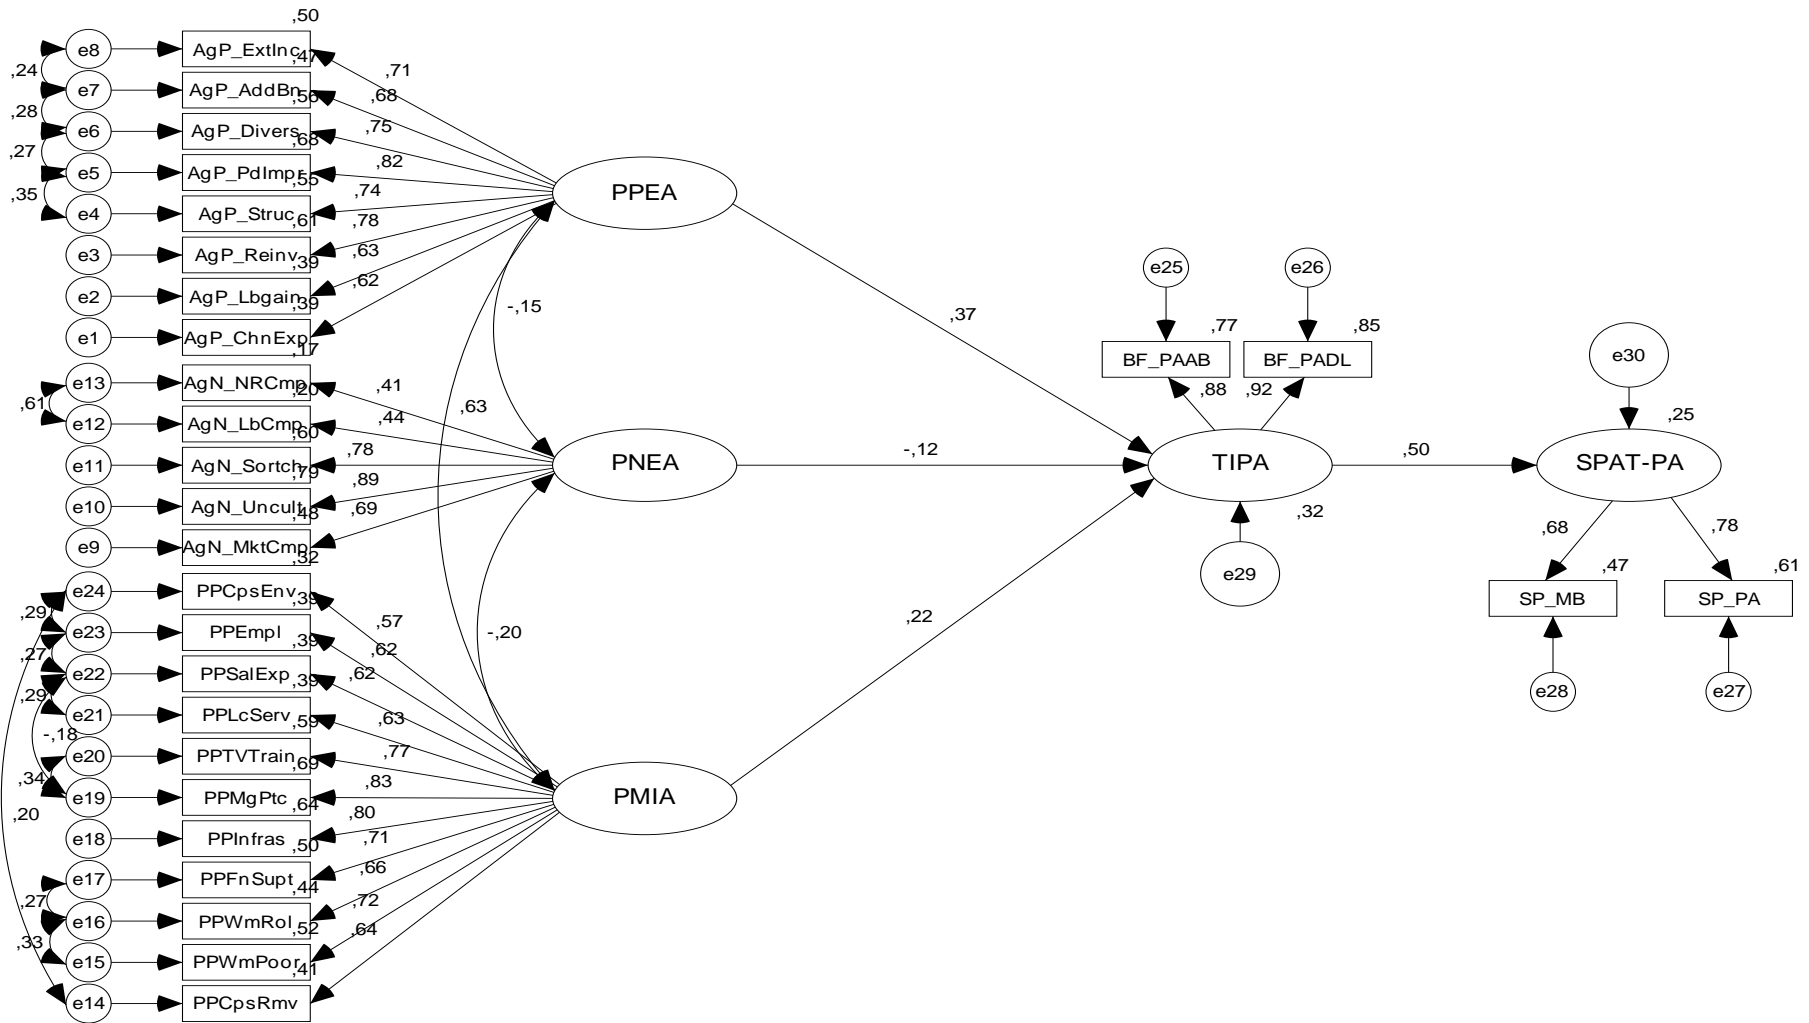 ,50
e8 AgP_ExtInc ,47
,24 ,71
e7 AgP_AddBn ,56 ,68
,28
e6 AgP_Divers ,68 ,75
,27
e5 AgP_PdImpr ,55 ,82
,35
e4 AgP_Struc ,61 ,74
e3 AgP_Reinv ,39 ,78
e2 AgP_Lbgain ,39 ,63
e1 AgP_ChnExp ,17 ,62
PPEA
-,15
,37
e13 AgN_NRCmp ,20 ,41
,61
e12 AgN_LbCmp ,60 ,44
e11 AgN_Sortch ,79 ,78
e10 AgN_Uncult ,48 ,89
e9 AgN_MktCmp ,32 ,69
,63
PNEA
-,12
-,20
e24 PPCpsEnv ,39 ,57
,29
e23 PPEmpl ,39 ,62
,27
e22 PPSalExp ,39 ,62
,29
e21 PPLcServ ,59 ,63
-,18
e20 PPTVTrain ,69 ,77
,34
e19 PPMgPtc ,64 ,83
,20
e18 PPInfras ,50 ,80
e17 PPFnSupt ,44 ,71
,27
e16 PPWmRol ,52 ,66
,33
e15 PPWmPoor ,41 ,72
e14 PPCpsRmv ,64
PMIA
,22
e25 e26
,77 ,85
BF_PAAB BF_PADL
,88 ,92
TIPA
,32
e29
,50
e30
,25
SPAT-PA
,68 ,78
,47 ,61
SP_MB SP_PA
e28 e27